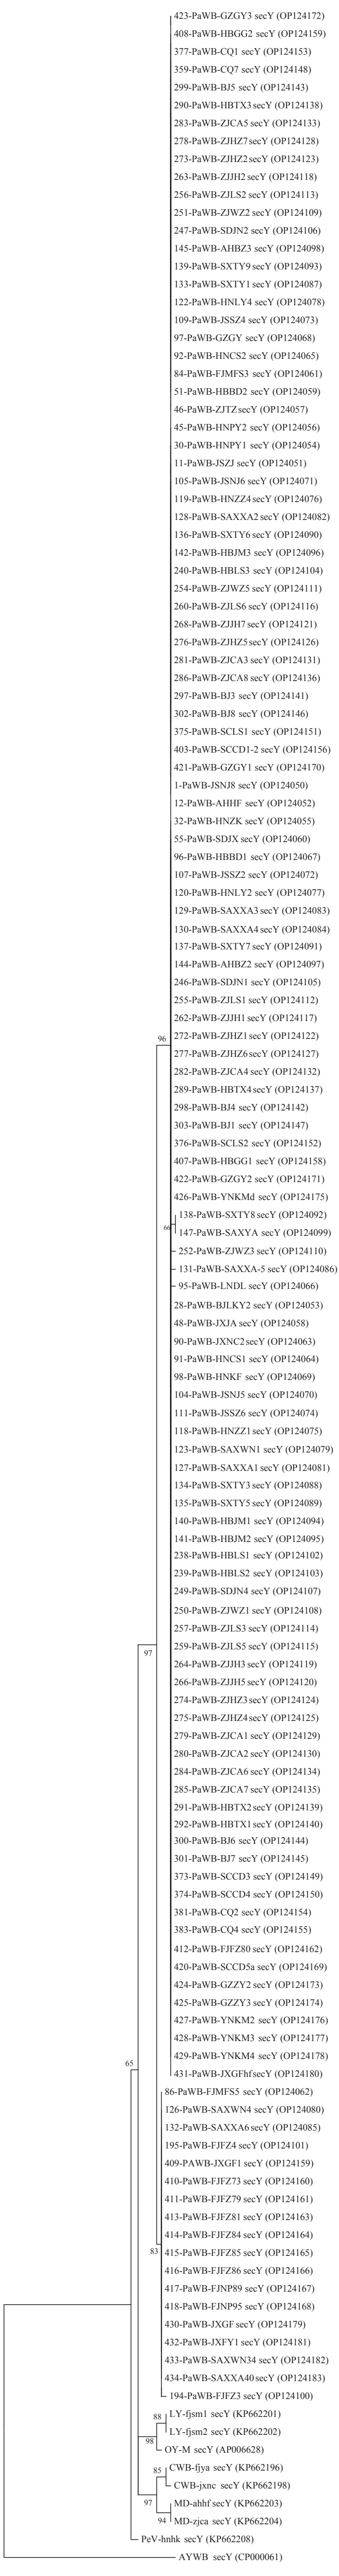 423-PaWB-GZGY3 secY (OP124172)
408-PaWB-HBGG2 secY (OP124159)
377-PaWB-CQ1 secY (OP124153)
359-PaWB-CQ7 secY (OP124148)
299-PaWB-BJ5 secY (OP124143)
290-PaWB-HBTX3 secY (OP124138)
283-PaWB-ZJCA5 secY (OP124133)
278-PaWB-ZJHZ7 secY (OP124128)
273-PaWB-ZJHZ2 secY (OP124123)
263-PaWB-ZJJH2 secY (OP124118)
256-PaWB-ZJLS2 secY (OP124113)
251-PaWB-ZJWZ2 secY (OP124109)
247-PaWB-SDJN2 secY (OP124106)
145-PaWB-AHBZ3 secY (OP124098)
139-PaWB-SXTY9 secY (OP124093)
133-PaWB-SXTY1 secY (OP124087)
122-PaWB-HNLY4 secY (OP124078)
109-PaWB-JSSZ4 secY (OP124073)
97-PaWB-GZGY secY (OP124068)
92-PaWB-HNCS2 secY (OP124065)
84-PaWB-FJMFS3 secY (OP124061)
51-PaWB-HBBD2 secY (OP124059)
46-PaWB-ZJTZ secY (OP124057)
45-PaWB-HNPY2 secY (OP124056)
30-PaWB-HNPY1 secY (OP124054)
11-PaWB-JSZJ secY (OP124051)
105-PaWB-JSNJ6 secY (OP124071)
119-PaWB-HNZZ4 secY (OP124076)
128-PaWB-SAXXA2 secY (OP124082)
136-PaWB-SXTY6 secY (OP124090)
142-PaWB-HBJM3 secY (OP124096)
240-PaWB-HBLS3 secY (OP124104)
254-PaWB-ZJWZ5 secY (OP124111)
260-PaWB-ZJLS6 secY (OP124116)
268-PaWB-ZJJH7 secY (OP124121)
276-PaWB-ZJHZ5 secY (OP124126)
281-PaWB-ZJCA3 secY (OP124131)
286-PaWB-ZJCA8 secY (OP124136)
297-PaWB-BJ3 secY (OP124141)
302-PaWB-BJ8 secY (OP124146)
375-PaWB-SCLS1 secY (OP124151)
403-PaWB-SCCD1-2 secY (OP124156)
421-PaWB-GZGY1 secY (OP124170)
1-PaWB-JSNJ8 secY (OP124050)
12-PaWB-AHHF secY (OP124052)
32-PaWB-HNZK secY (OP124055)
55-PaWB-SDJX secY (OP124060)
96-PaWB-HBBD1 secY (OP124067)
107-PaWB-JSSZ2 secY (OP124072)
120-PaWB-HNLY2 secY (OP124077)
129-PaWB-SAXXA3 secY (OP124083)
130-PaWB-SAXXA4 secY (OP124084)
137-PaWB-SXTY7 secY (OP124091)
144-PaWB-AHBZ2 secY (OP124097)
246-PaWB-SDJN1 secY (OP124105)
255-PaWB-ZJLS1 secY (OP124112)
262-PaWB-ZJJH1 secY (OP124117)
272-PaWB-ZJHZ1 secY (OP124122)
96
277-PaWB-ZJHZ6 secY (OP124127)
282-PaWB-ZJCA4 secY (OP124132)
289-PaWB-HBTX4 secY (OP124137)
298-PaWB-BJ4 secY (OP124142)
303-PaWB-BJ1 secY (OP124147)
376-PaWB-SCLS2 secY (OP124152)
407-PaWB-HBGG1 secY (OP124158)
422-PaWB-GZGY2 secY (OP124171)
426-PaWB-YNKMd secY (OP124175)
138-PaWB-SXTY8 secY (OP124092)
66
147-PaWB-SAXYA secY (OP124099)
252-PaWB-ZJWZ3 secY (OP124110)
131-PaWB-SAXXA-5 secY (OP124086)
95-PaWB-LNDL secY (OP124066)
28-PaWB-BJLKY2 secY (OP124053)
48-PaWB-JXJA secY (OP124058)
90-PaWB-JXNC2 secY (OP124063)
91-PaWB-HNCS1 secY (OP124064)
98-PaWB-HNKF secY (OP124069)
104-PaWB-JSNJ5 secY (OP124070)
111-PaWB-JSSZ6 secY (OP124074)
118-PaWB-HNZZ1 secY (OP124075)
123-PaWB-SAXWN1 secY (OP124079)
127-PaWB-SAXXA1 secY (OP124081)
134-PaWB-SXTY3 secY (OP124088)
135-PaWB-SXTY5 secY (OP124089)
140-PaWB-HBJM1 secY (OP124094)
141-PaWB-HBJM2 secY (OP124095)
238-PaWB-HBLS1 secY (OP124102)
239-PaWB-HBLS2 secY (OP124103)
249-PaWB-SDJN4 secY (OP124107)
250-PaWB-ZJWZ1 secY (OP124108)
257-PaWB-ZJLS3 secY (OP124114)
259-PaWB-ZJLS5 secY (OP124115)
97
264-PaWB-ZJJH3 secY (OP124119)
266-PaWB-ZJJH5 secY (OP124120)
274-PaWB-ZJHZ3 secY (OP124124)
275-PaWB-ZJHZ4 secY (OP124125)
279-PaWB-ZJCA1 secY (OP124129)
280-PaWB-ZJCA2 secY (OP124130)
284-PaWB-ZJCA6 secY (OP124134)
285-PaWB-ZJCA7 secY (OP124135)
291-PaWB-HBTX2 secY (OP124139)
292-PaWB-HBTX1 secY (OP124140)
300-PaWB-BJ6 secY (OP124144)
301-PaWB-BJ7 secY (OP124145)
373-PaWB-SCCD3 secY (OP124149)
374-PaWB-SCCD4 secY (OP124150)
381-PaWB-CQ2 secY (OP124154)
383-PaWB-CQ4 secY (OP124155)
412-PaWB-FJFZ80 secY (OP124162)
420-PaWB-SCCD5a secY (OP124169)
424-PaWB-GZZY2 secY (OP124173)
425-PaWB-GZZY3 secY (OP124174)
427-PaWB-YNKM2 secY (OP124176)
428-PaWB-YNKM3 secY (OP124177)
429-PaWB-YNKM4 secY (OP124178)
65
431-PaWB-JXGFhf secY (OP124180)
86-PaWB-FJMFS5 secY (OP124062)
126-PaWB-SAXWN4 secY (OP124080)
132-PaWB-SAXXA6 secY (OP124085)
195-PaWB-FJFZ4 secY (OP124101)
409-PAWB-JXGF1 secY (OP124159)
410-PaWB-FJFZ73 secY (OP124160)
411-PaWB-FJFZ79 secY (OP124161)
413-PaWB-FJFZ81 secY (OP124163)
414-PaWB-FJFZ84 secY (OP124164)
83
415-PaWB-FJFZ85 secY (OP124165)
416-PaWB-FJFZ86 secY (OP124166)
417-PaWB-FJNP89 secY (OP124167)
418-PaWB-FJNP95 secY (OP124168)
430-PaWB-JXGF secY (OP124179)
432-PaWB-JXFY1 secY (OP124181)
433-PaWB-SAXWN34 secY (OP124182)
434-PaWB-SAXXA40 secY (OP124183)
194-PaWB-FJFZ3 secY (OP124100)
88
LY-fjsm1 secY (KP662201)
LY-fjsm2 secY (KP662202)
98
OY-M secY (AP006628)
85
CWB-fjya secY (KP662196)
CWB-jxnc secY (KP662198)
97
MD-ahhf secY (KP662203)
94
MD-zjca secY (KP662204)
PeV-hnhk secY (KP662208)
AYWB secY (CP000061)